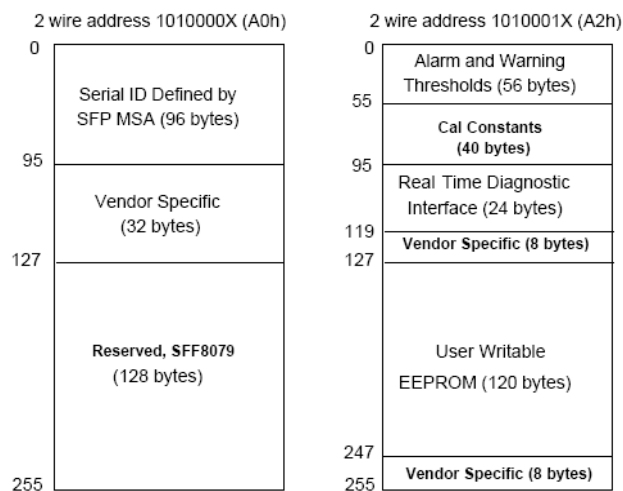 2 wire address 1010000X (A0h)
0
Serial ID Defined by
SFP MSA (96 bytes)
95
Vendor Specific
(32 bytes)
127
Reserved, SFF8079
(128 bytes)
255
2 wire address 1010001X (A2h)
0
Alarm and Warning
Thresholds (56 bytes)
55
Cal Constants
(40 bytes)
95
Real Time Diagnostic
Interface (24 bytes)
119
Vendor Specific (8 bytes)
127
User Writable
EEPROM (120 bytes)
247
Vendor Specific (8 bytes)
255